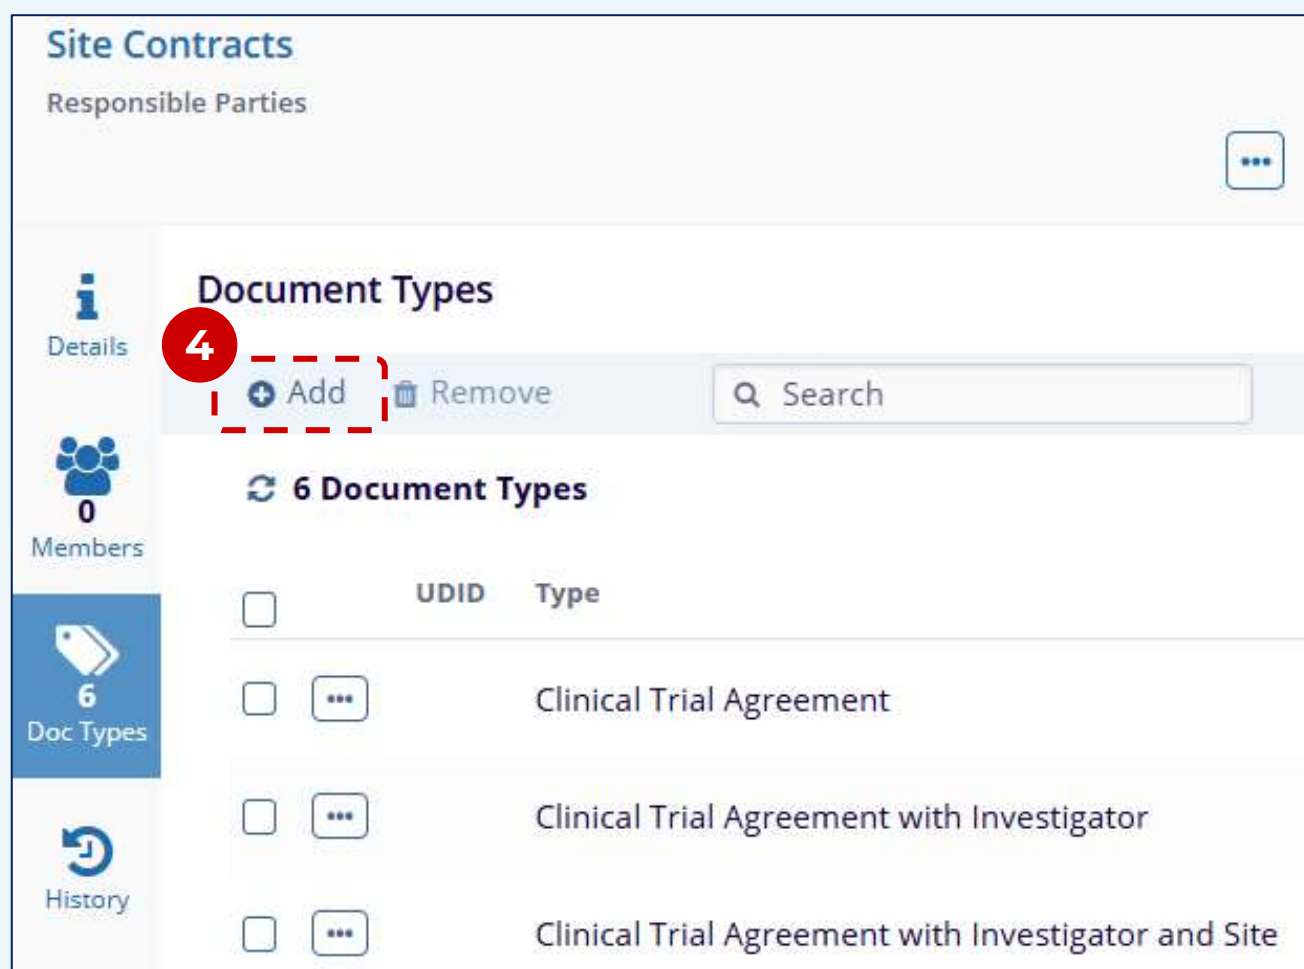 Site Contracts
Responsible Parties
Details
Document Types
4
Add
Remove
Search
0
Members
6 Document Types
UDID Type
6
Doc Types
Clinical Trial Agreement
Clinical Trial Agreement with Investigator
History
Clinical Trial Agreement with Investigator and Site